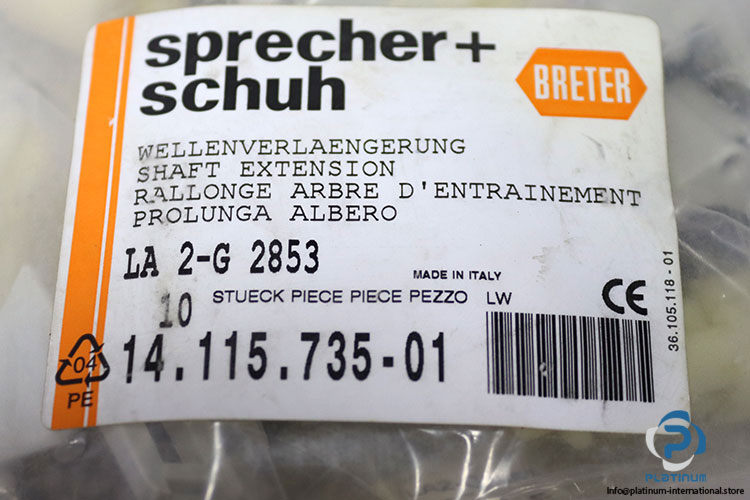 sprecher+
schuh
BRETER
WELLENVERLAENGERUNG
SHAFT EXTENSION
RALLONGE ARBRE D'ENTRAINEMENT
PROLUNGA ALBERO
LA 2-G 2853
MADE IN ITALY
10 STUECK PIECE PIECE PEZZO LW
CE
14.115.735-01
36.105.118-01
04
PE
PLATINUM
Info@platinum-international.store